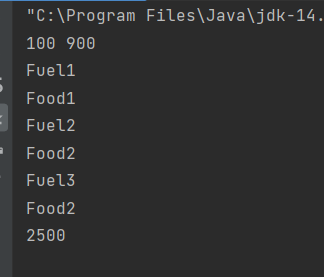 "C:\Program Files\Java\jdk-14.
100 900
Fuel1
Food1
Fuel2
Food2
Fuel3
Food2
2500